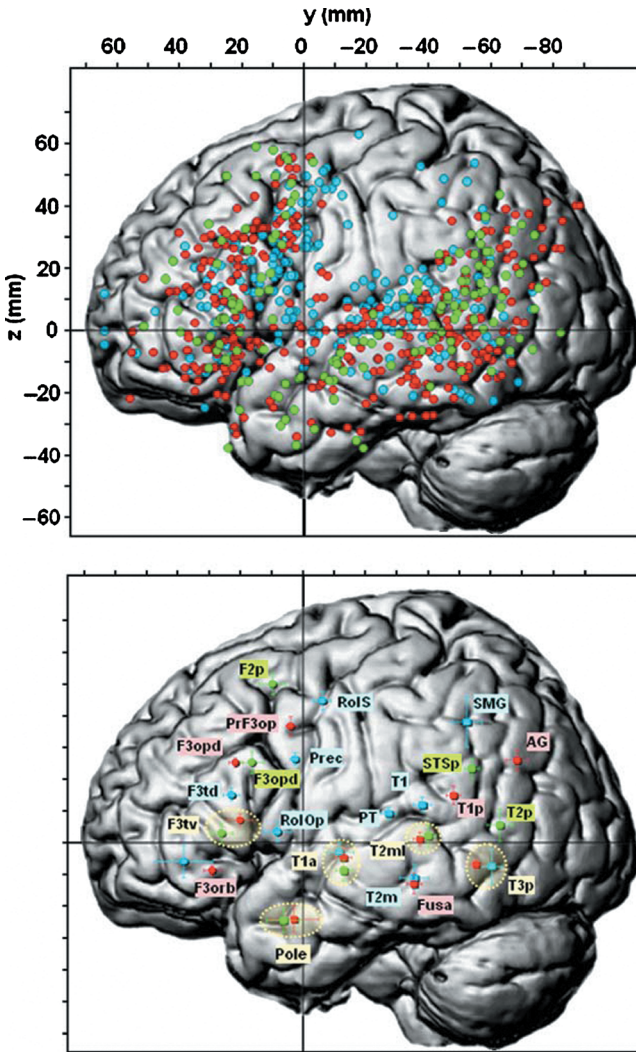 y (mm)
60 40 20 0 −20 −40 −60 −80
z (mm)
60
40
20
0
−20
−40
−60
F2p
RolS
SMG
PrF3op
AG
F3opd
Prec
STSp
F3opd
F3td
T1
T1p
PT
T2p
F3tv
RolOp
T2ml
T1a
F3orb
T2m
Fusa
T3p
Pole